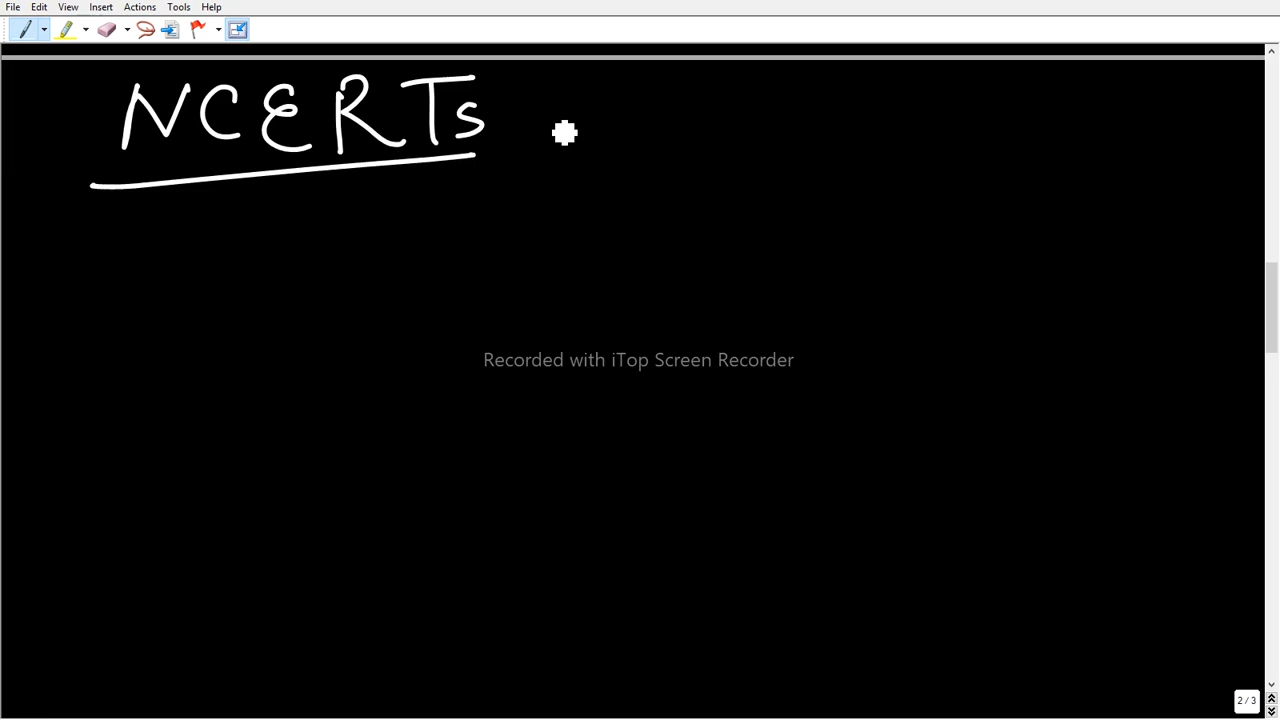 File Edit View Insert Actions Tools Help
NCERTs
Recorded with iTop Screen Recorder
2 / 3